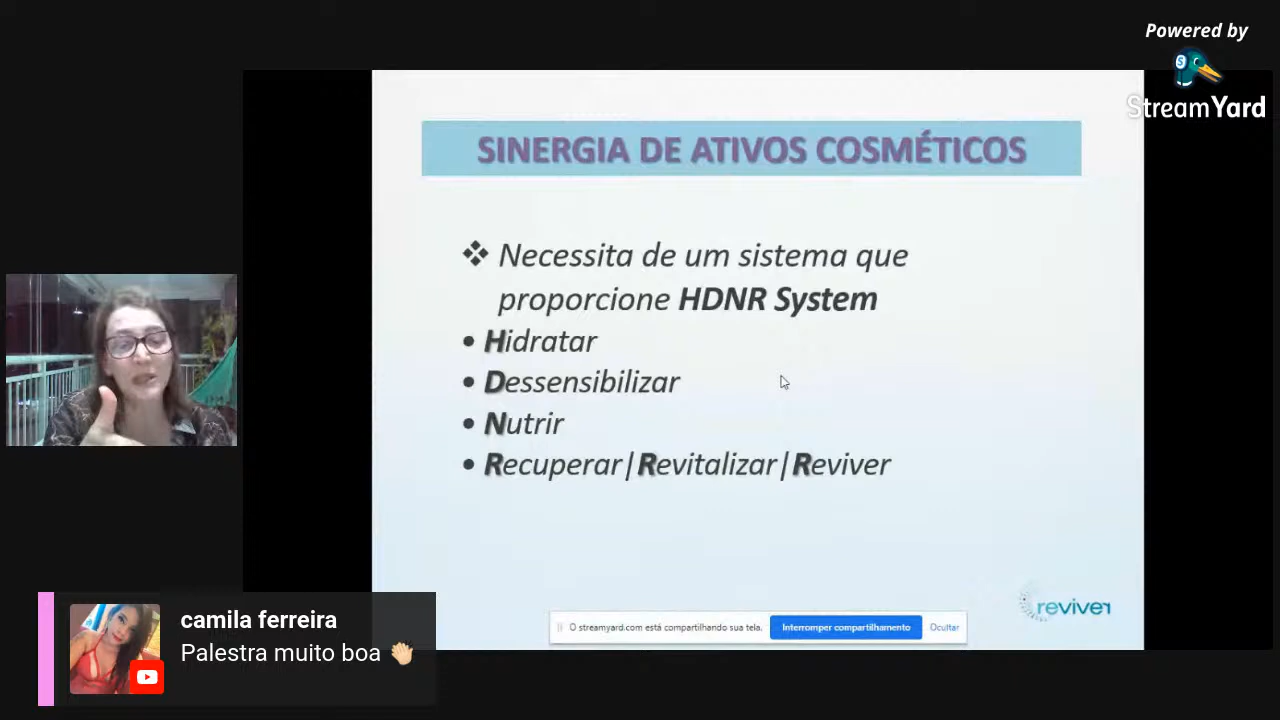 Powered by
StreamYard
SINERGIA DE ATIVOS COSMÉTICOS
❖ Necessita de um sistema que
proporcione HDNR System
• Hidratar
• Dessensibilizar
• Nutrir
• Recuperar|Revitalizar|Reviver
reviver
O streamyard.com está compartilhando sua tela. Interromper compartilhamento Ocultar
camila ferreira
Palestra muito boa 👏🏼